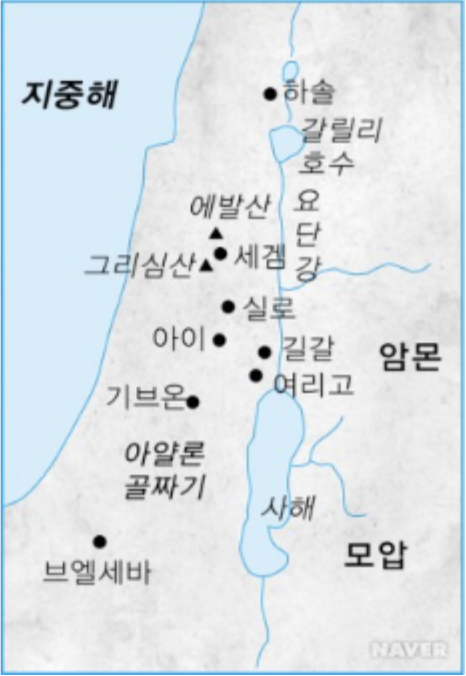 지중해
하솔
갈릴리
호수
에발산
요
단
강
세겜
그리심산
실로
아이
길갈
암몬
여리고
기브온
아얄론
골짜기
사해
모압
브엘세바
NAVER